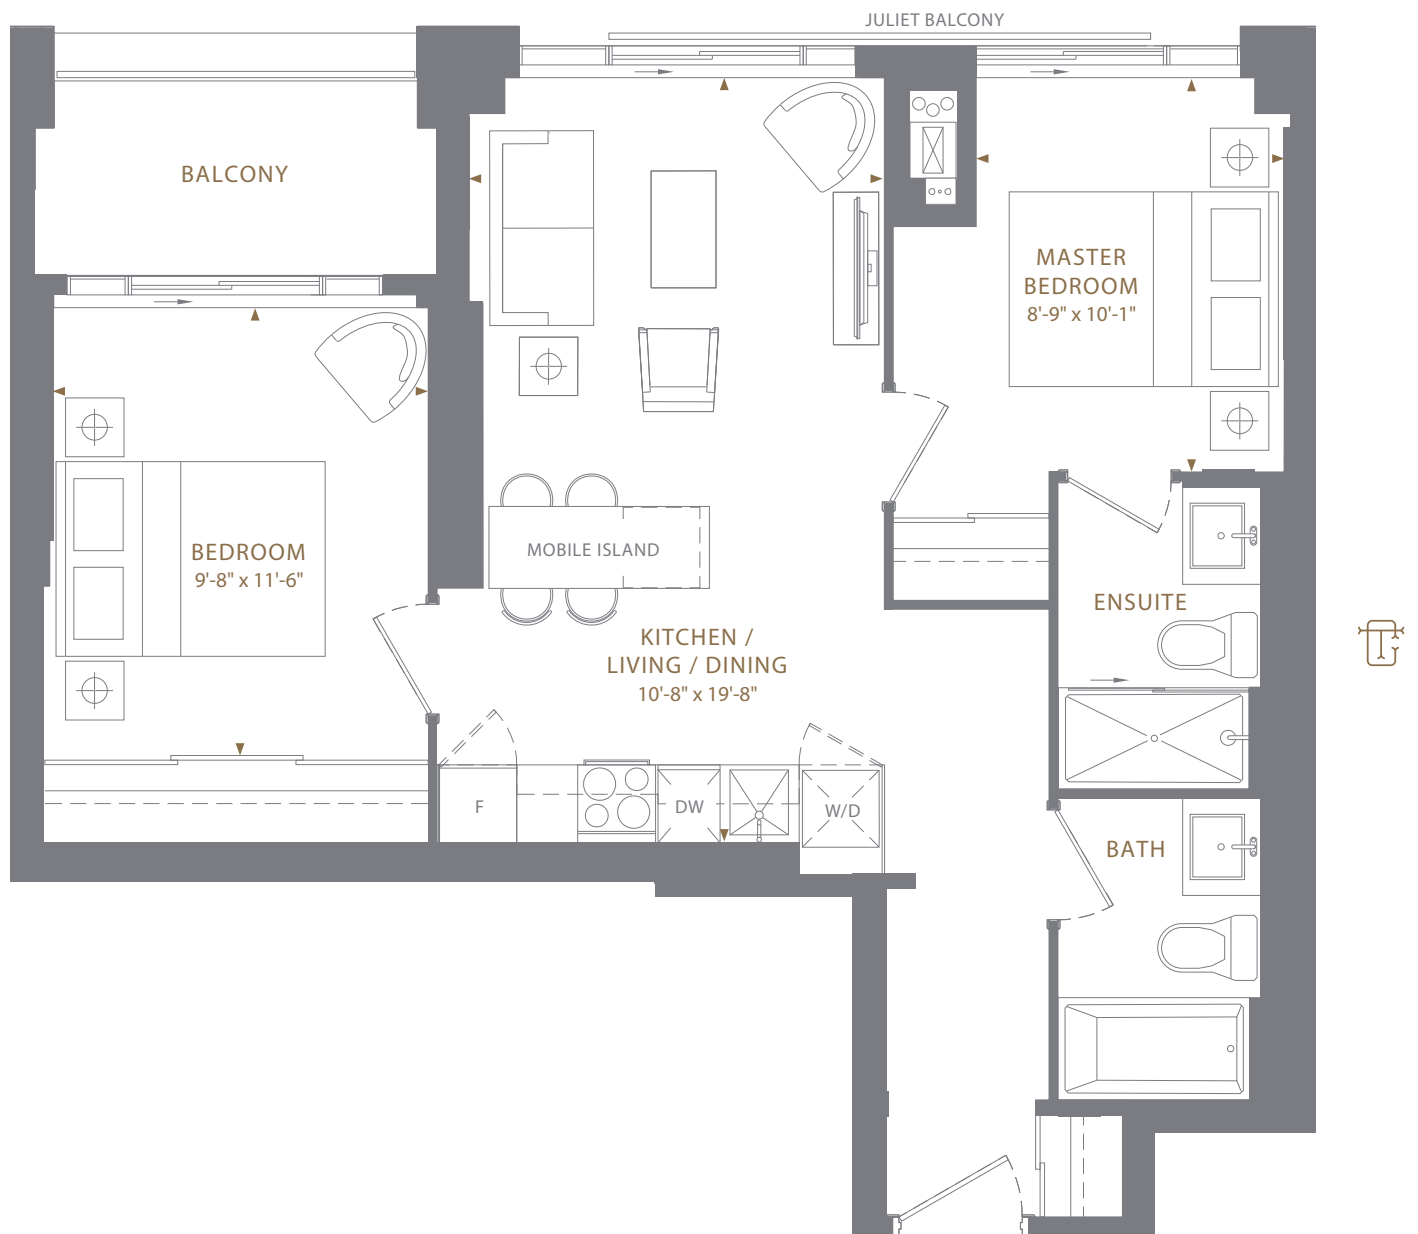 JULIET BALCONY
BALCONY
MASTER
BEDROOM
8'-9" x 10'-1"
BEDROOM
9'-8" x 11'-6"
MOBILE ISLAND
ENSUITE
KITCHEN /
LIVING / DINING
10'-8" x 19'-8"
F
DW
W/D
BATH